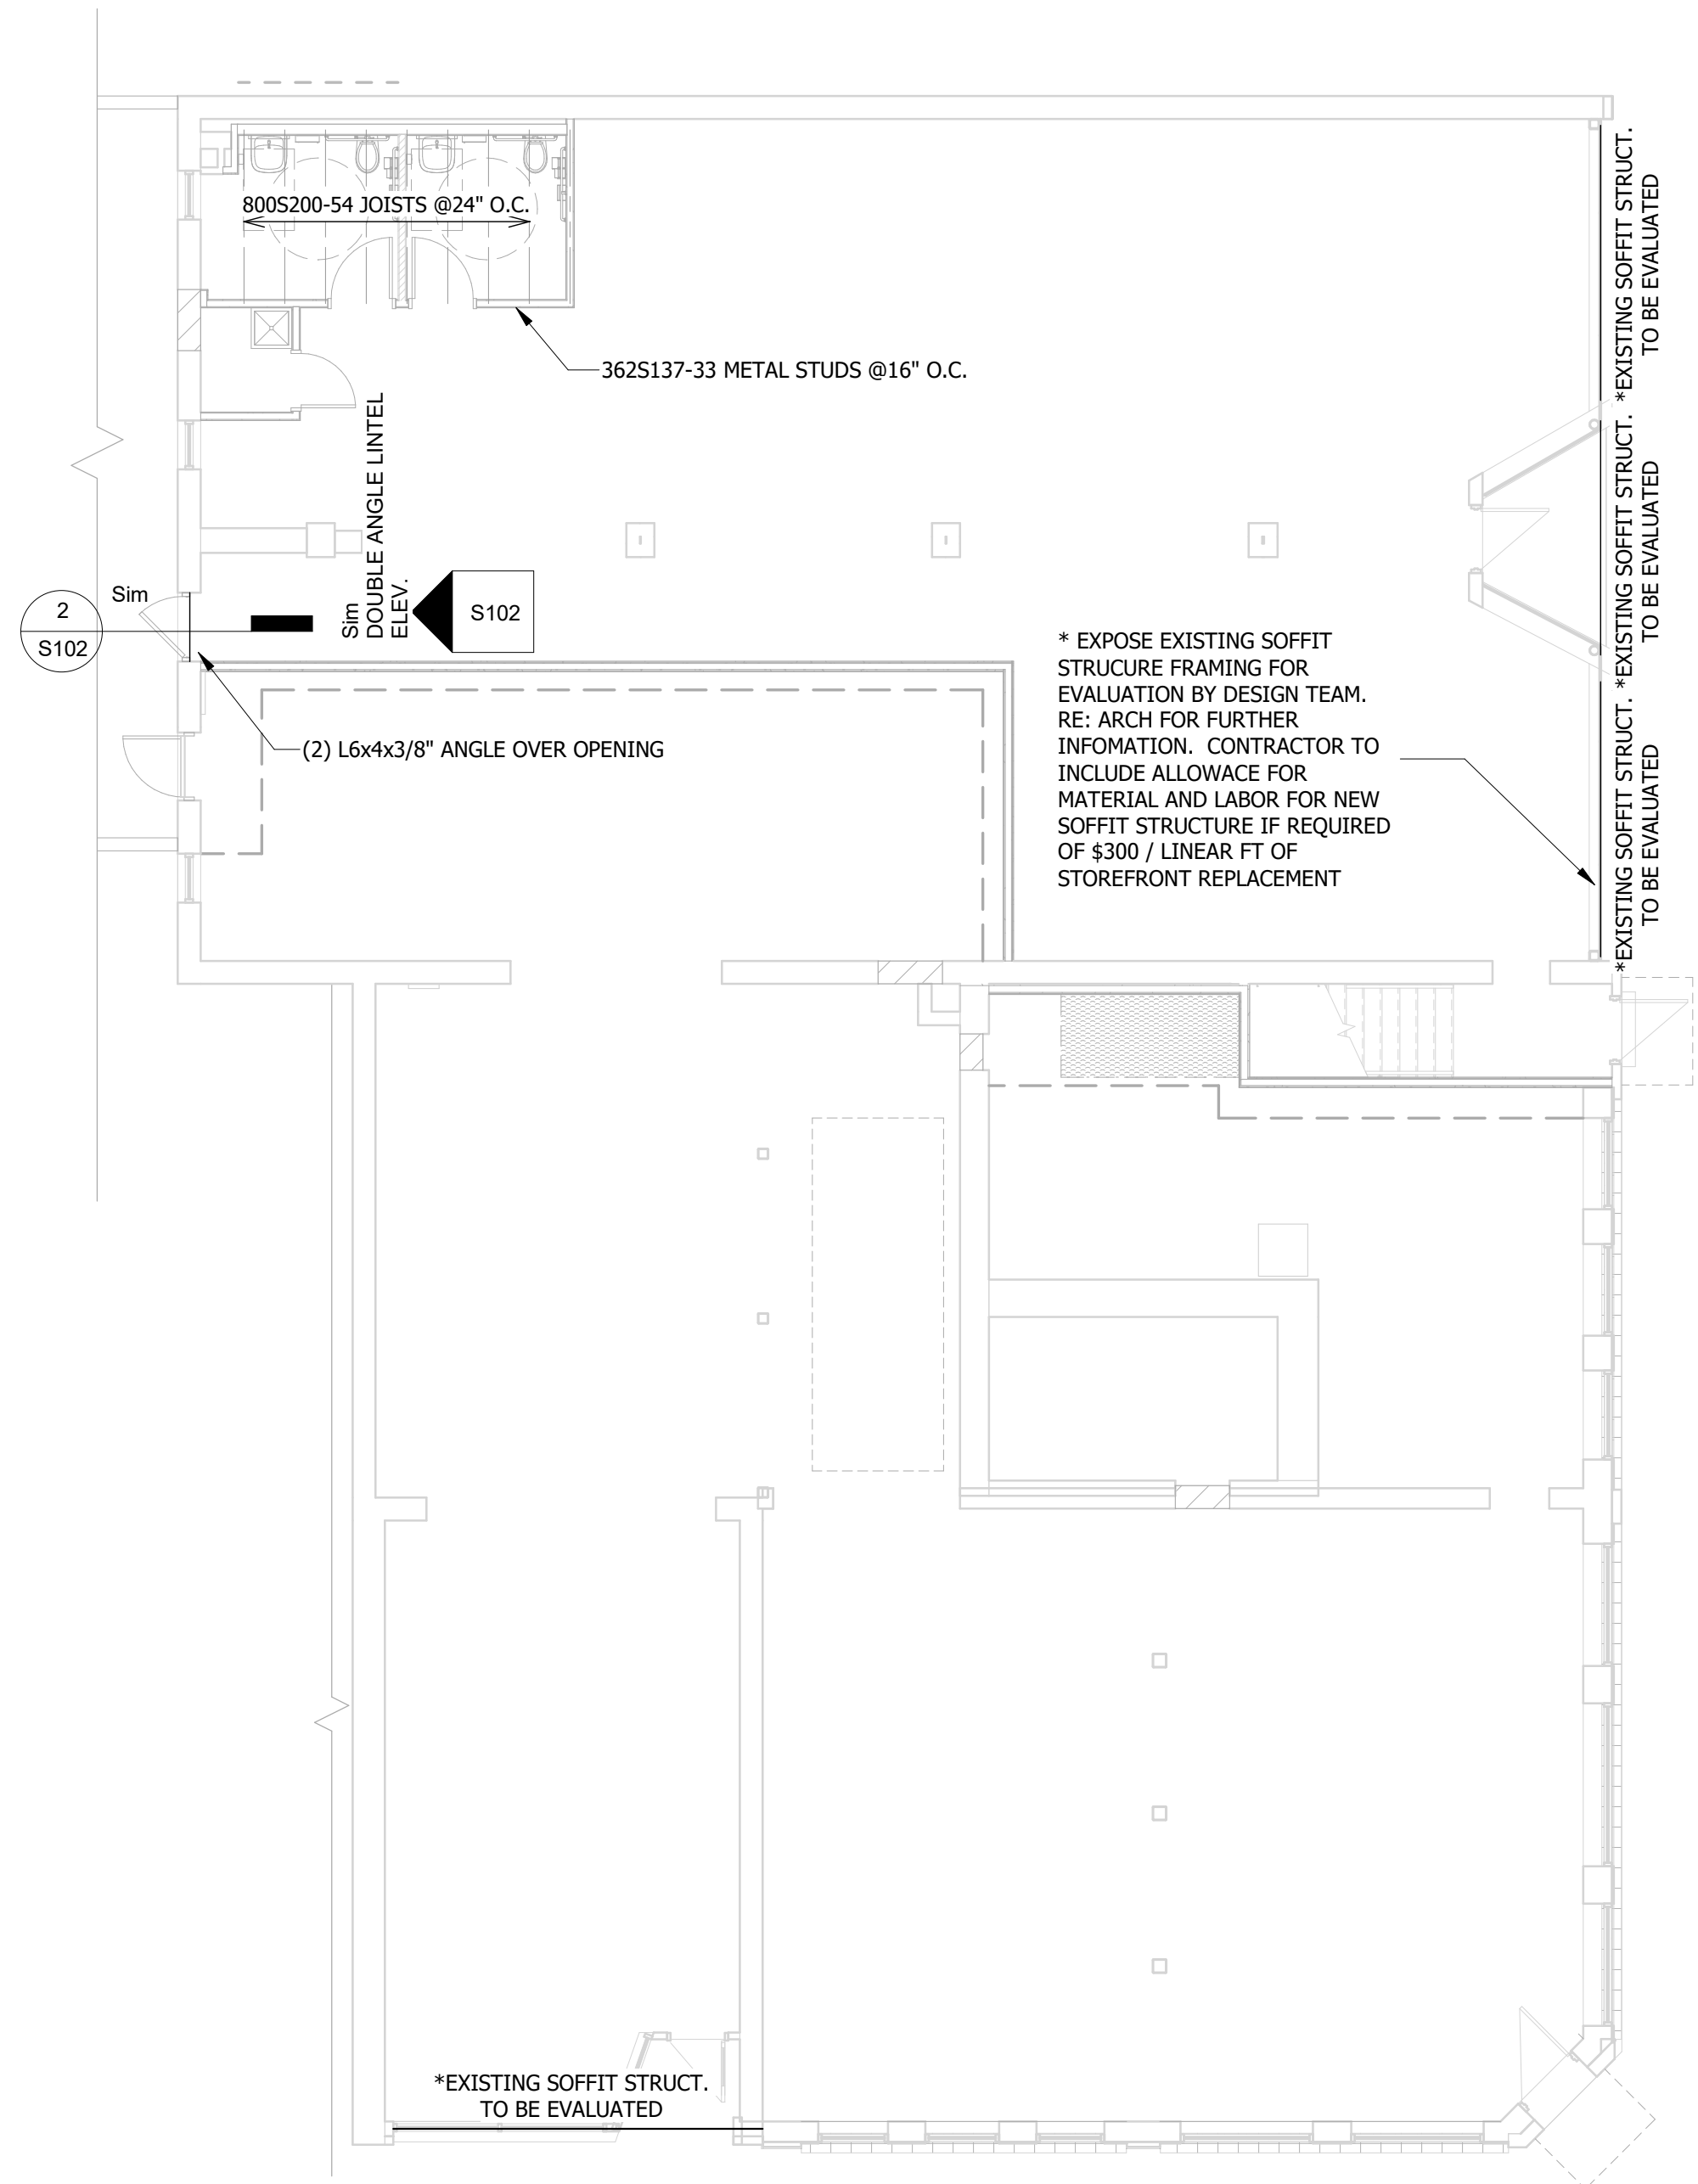 800S200-54 JOISTS @24" O.C.
362S137-33 METAL STUDS @16" O.C.
*EXISTING SOFFIT STRUCT.
TO BE EVALUATED
*EXISTING SOFFIT STRUCT.
TO BE EVALUATED
*EXISTING SOFFIT STRUCT.
TO BE EVALUATED
Sim
2
S102
Sim
DOUBLE ANGLE LINTEL
ELEV.
S102
(2) L6x4x3/8" ANGLE OVER OPENING
* EXPOSE EXISTING SOFFIT
STRUCURE FRAMING FOR
EVALUATION BY DESIGN TEAM.
RE: ARCH FOR FURTHER
INFOMATION.  CONTRACTOR TO
INCLUDE ALLOWACE FOR
MATERIAL AND LABOR FOR NEW
SOFFIT STRUCTURE IF REQUIRED
OF $300 / LINEAR FT OF
STOREFRONT REPLACEMENT
*EXISTING SOFFIT STRUCT.
TO BE EVALUATED